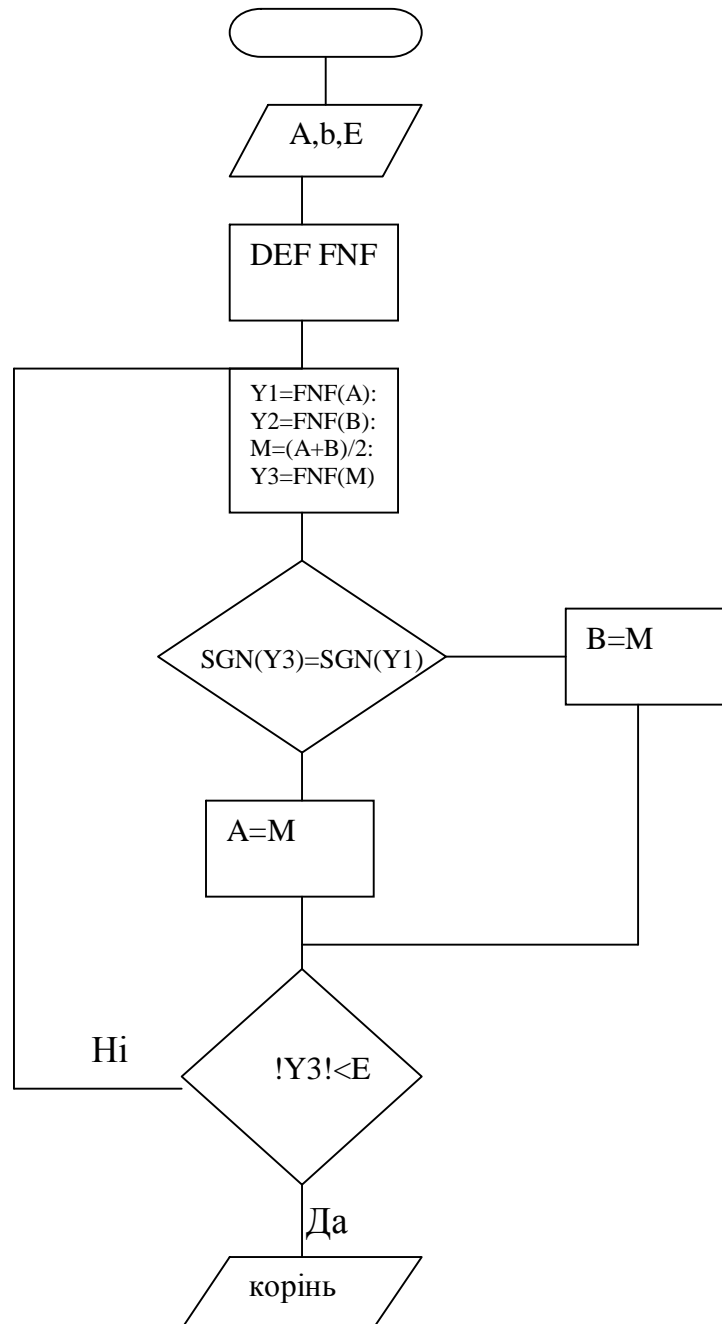 A,b,E
DEF FNF
Y1=FNF(A):
Y2=FNF(B):
M=(A+B)/2:
Y3=FNF(M)
SGN(Y3)=SGN(Y1)
B=M
A=M
Ні
!Y3!<E
Да
корінь